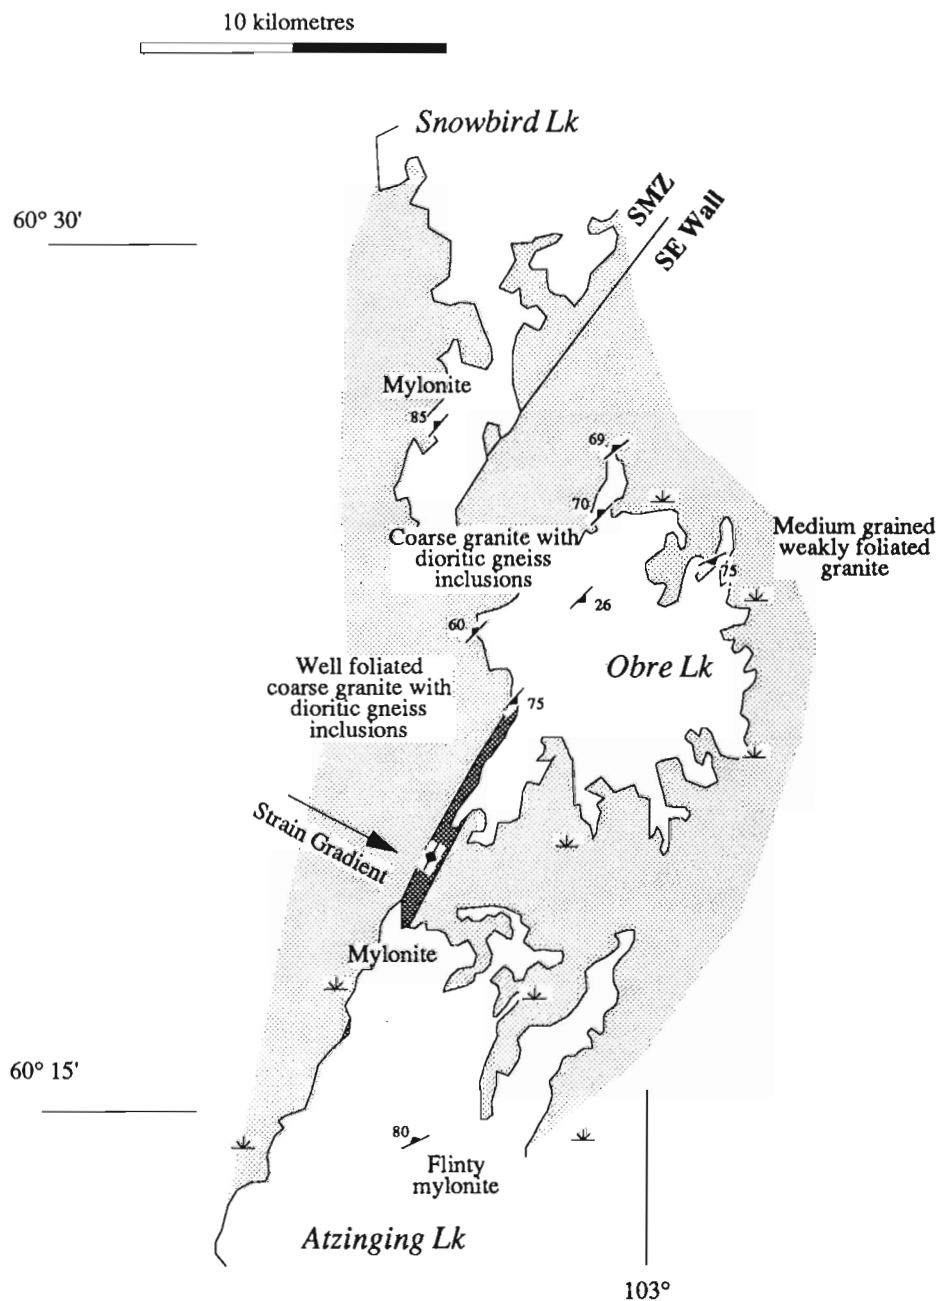 10 kilometres
Snowbird Lk
60° 30'
SMZ
SE Wall
Mylonite
85
69
70
Coarse granite with
dioritic gneiss
inclusions
Medium grained
weakly foliated
granite
75
26
60
Obre Lk
Well foliated
coarse granite with
dioritic gneiss
inclusions
75
Strain Gradient
Mylonite
60° 15'
80
Flinty
mylonite
Atzinging Lk
103°